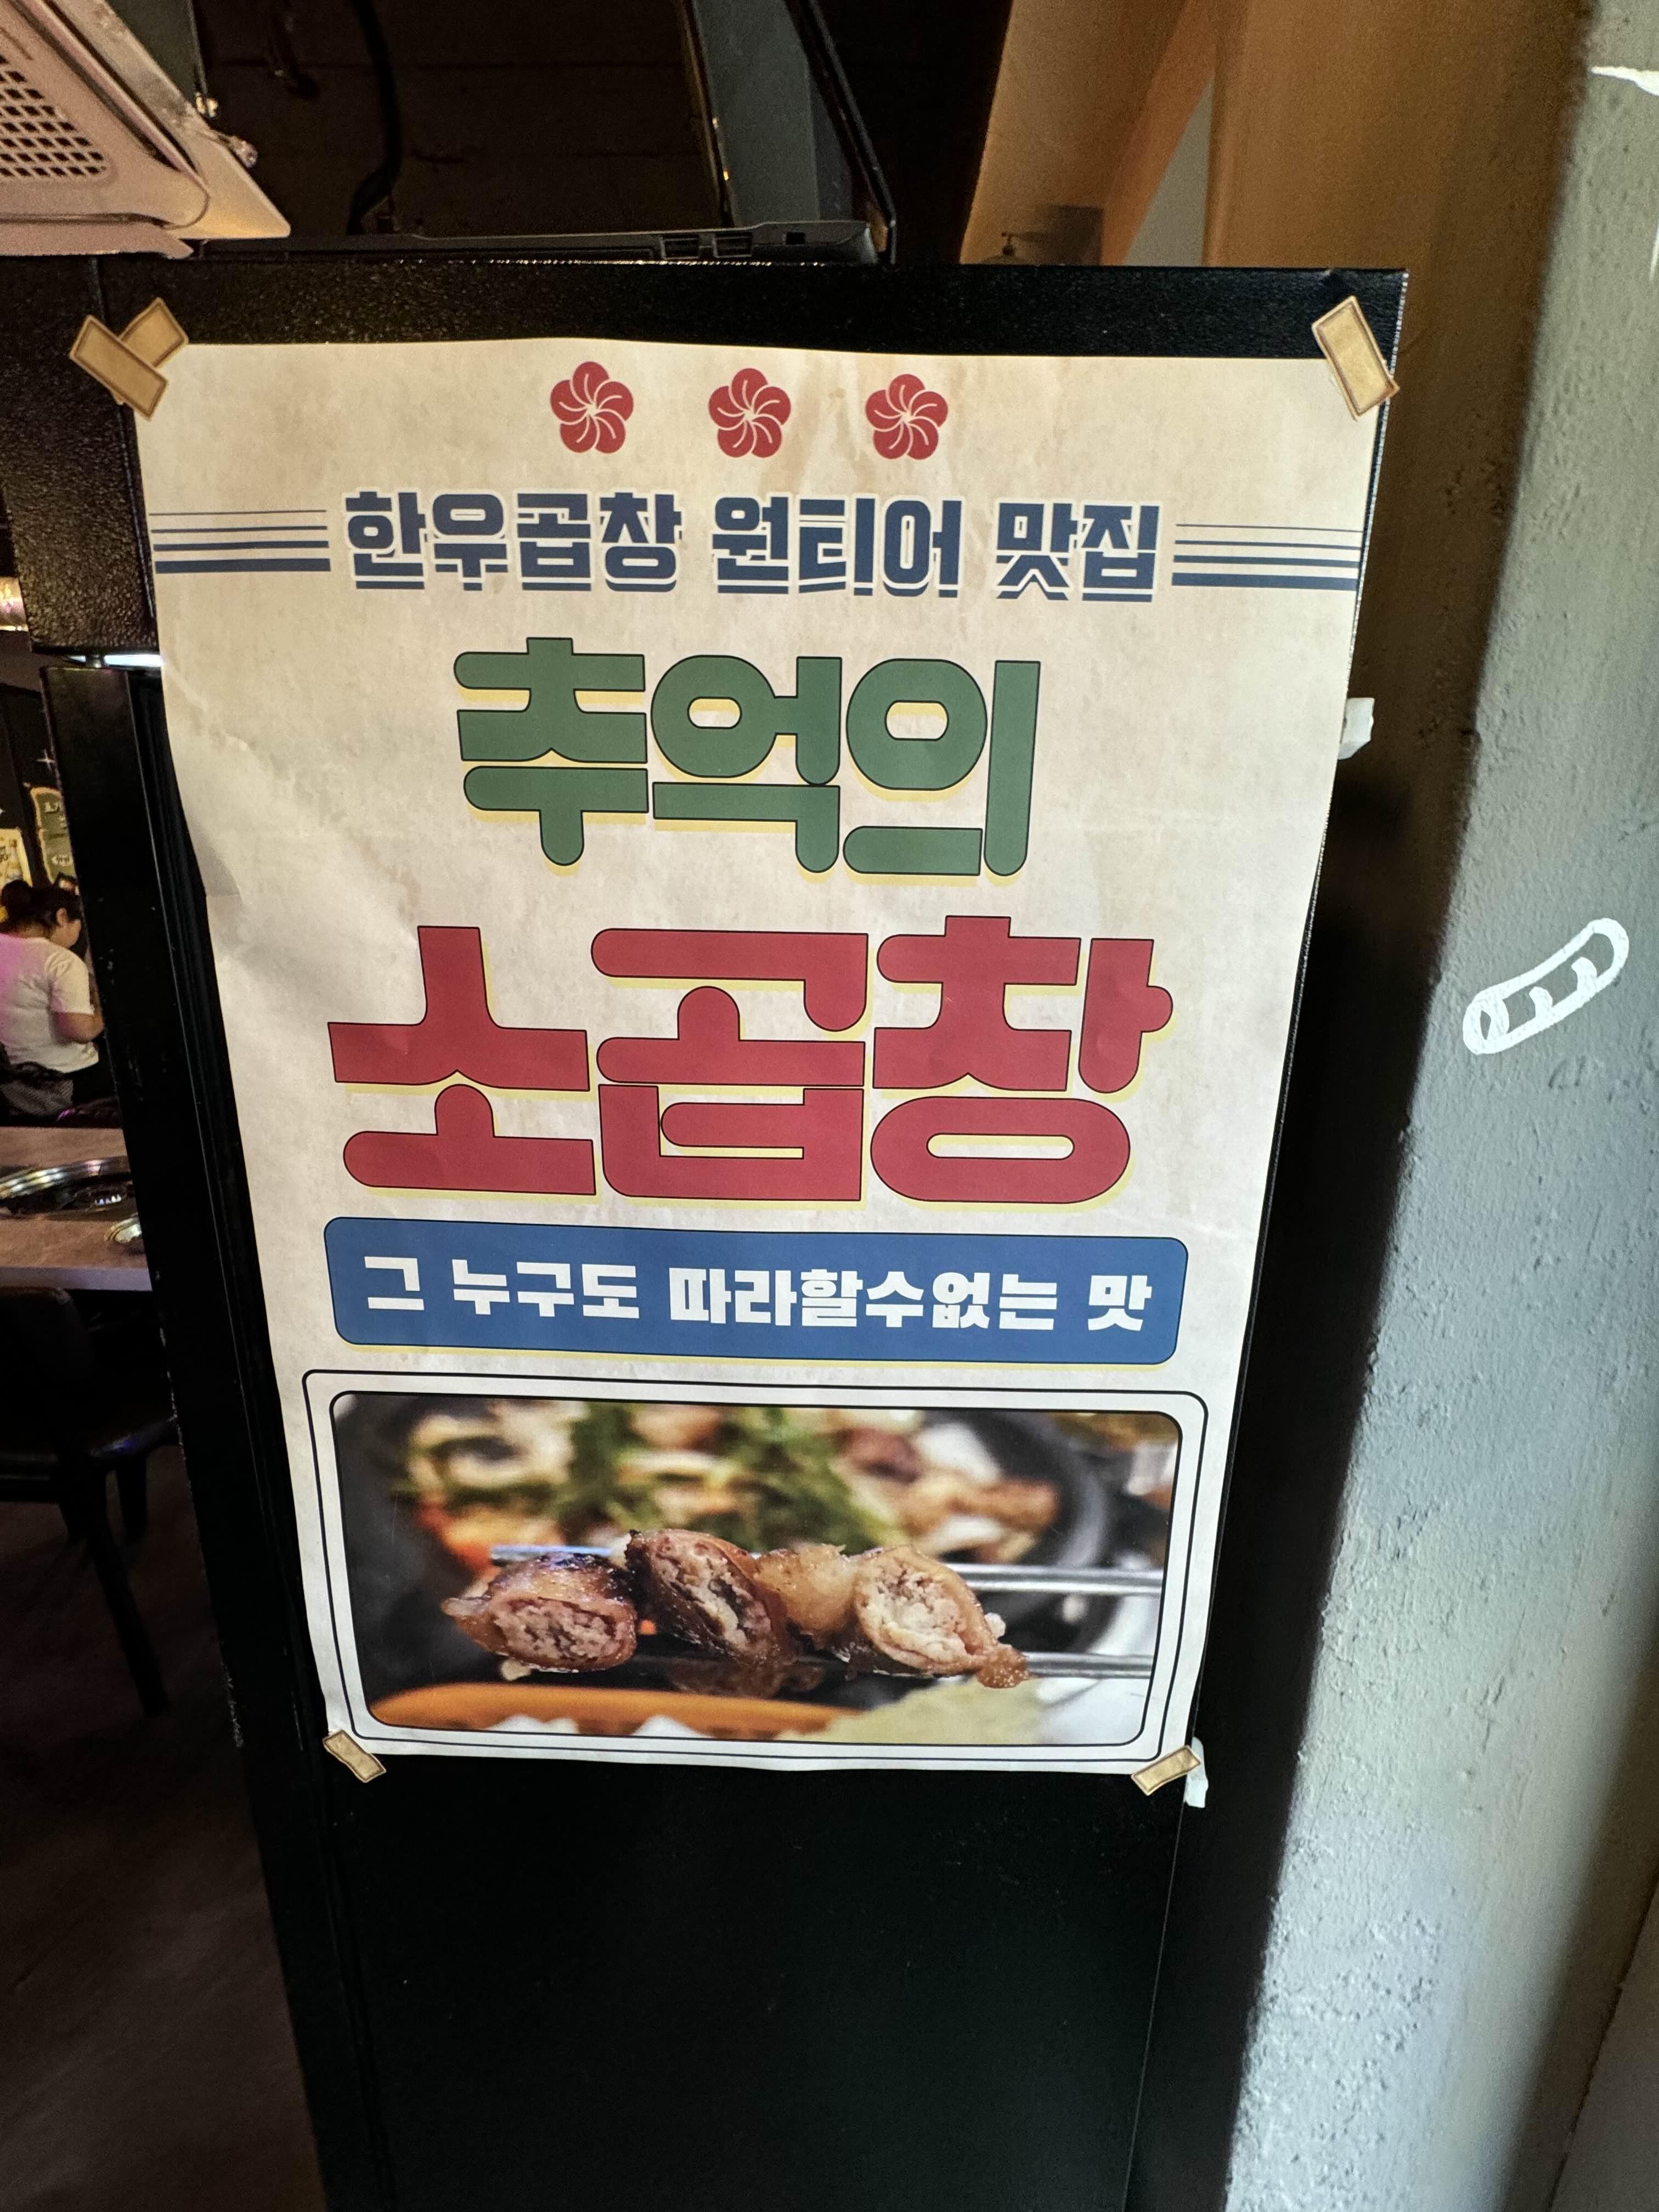 한우곱창 원티어 맛집
추억의
소곱창
그 누구도 따라할수없는 맛